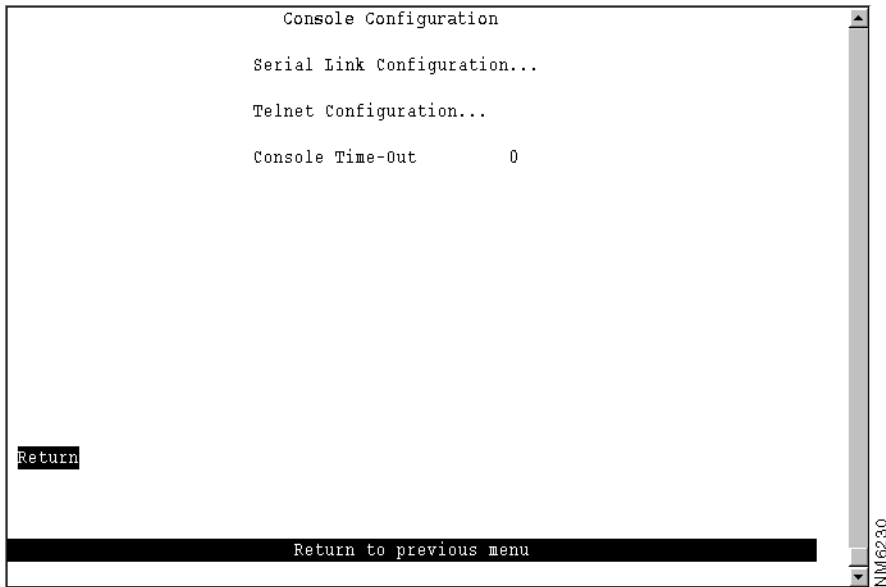 Console Configuration
Serial Link Configuration...
Telnet Configuration...
Console Time-Out 0
Return
Return to previous menu
NM6230